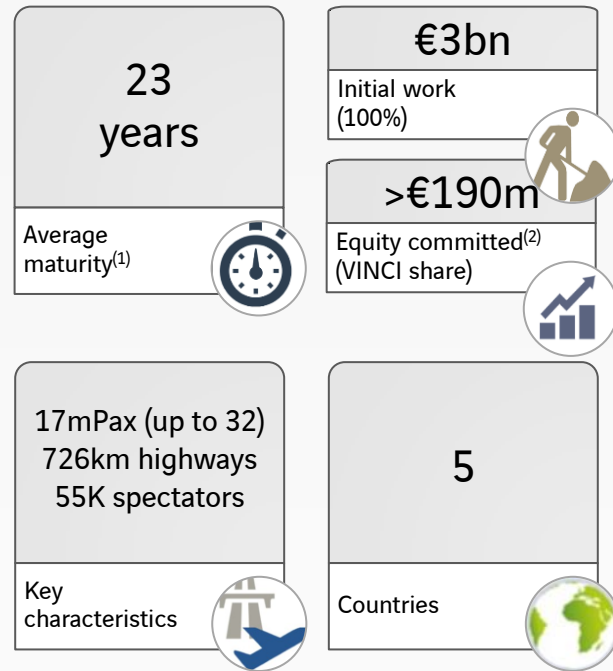 23
years
Average
maturity(1)
€3bn
Initial work
(100%)
>€190m
Equity committed(2)
(VINCI share)
17mPax (up to 32)
726km highways
55K spectators
Key
characteristics
5
Countries